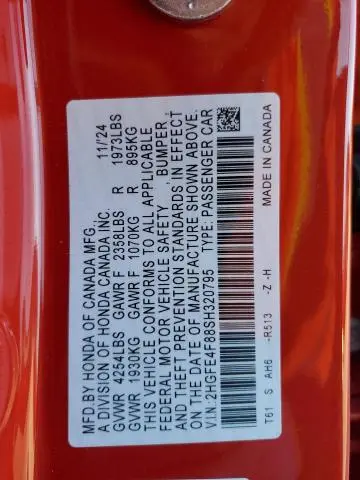 MFD.BY HONDA OF CANADA MFG.,
A DIVISION OF HONDA CANADA INC. 11/'24
GVWR 4254LBS GAWR F 2358LBS R 1973LBS
GVWR 1930KG GAWR F 1070KG R 895KG
THIS VEHICLE CONFORMS TO ALL APPLICABLE
FEDERAL MOTOR VEHICLE SAFETY, BUMPER,
AND THEFT PREVENTION STANDARDS IN EFFECT
ON THE DATE OF MANUFACTURE SHOWN ABOVE.
V.I.N.:2HGFE4F88SH320795 TYPE: PASSENGER CAR
T61 S AH6 -R513 -Z -H MADE IN CANADA